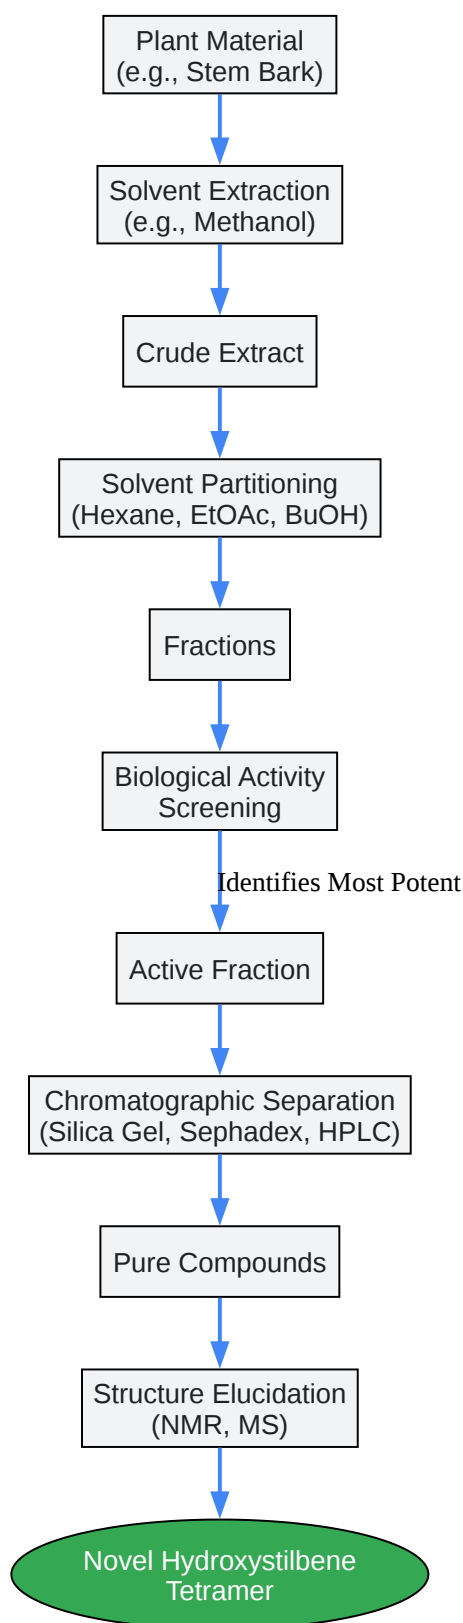 Plant Material
(e.g., Stem Bark)
Solvent Extraction
(e.g., Methanol)
Crude Extract
Solvent Partitioning
(Hexane, EtOAc, BuOH)
Fractions
Biological Activity
Screening
Identifies Most Potent
Active Fraction
Chromatographic Separation
(Silica Gel, Sephadex, HPLC)
Pure Compounds
Structure Elucidation
(NMR, MS)
Novel Hydroxystilbene
Tetramer